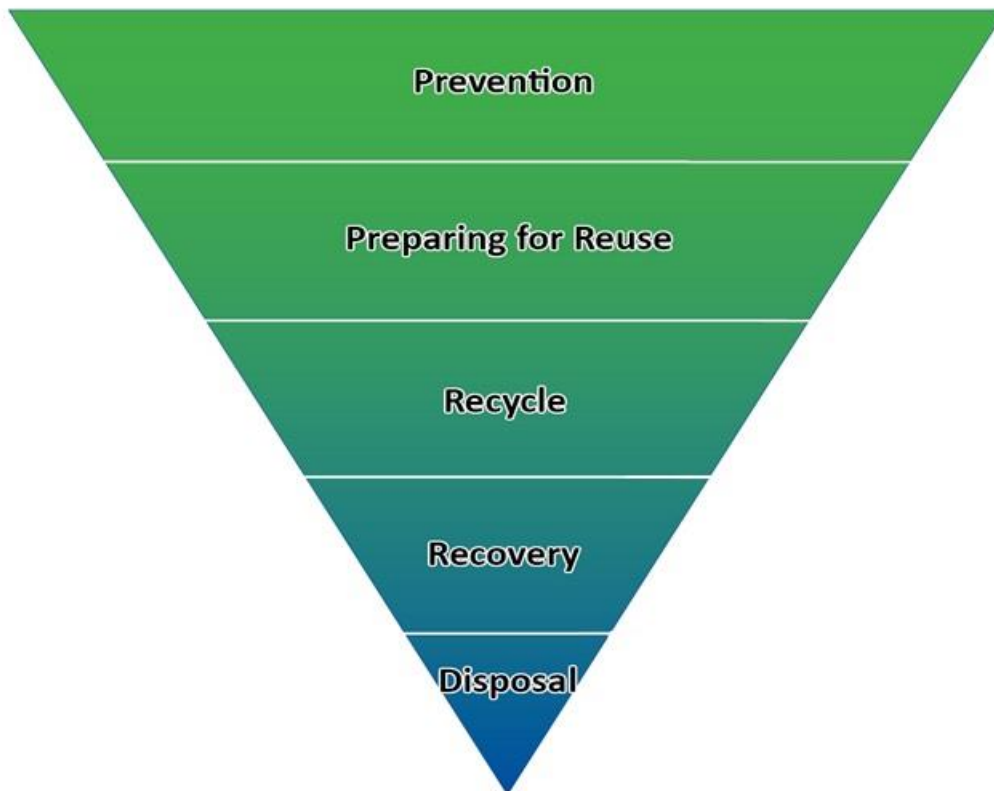 Prevention
Preparing for Reuse
Recycle
Recovery
Disposal